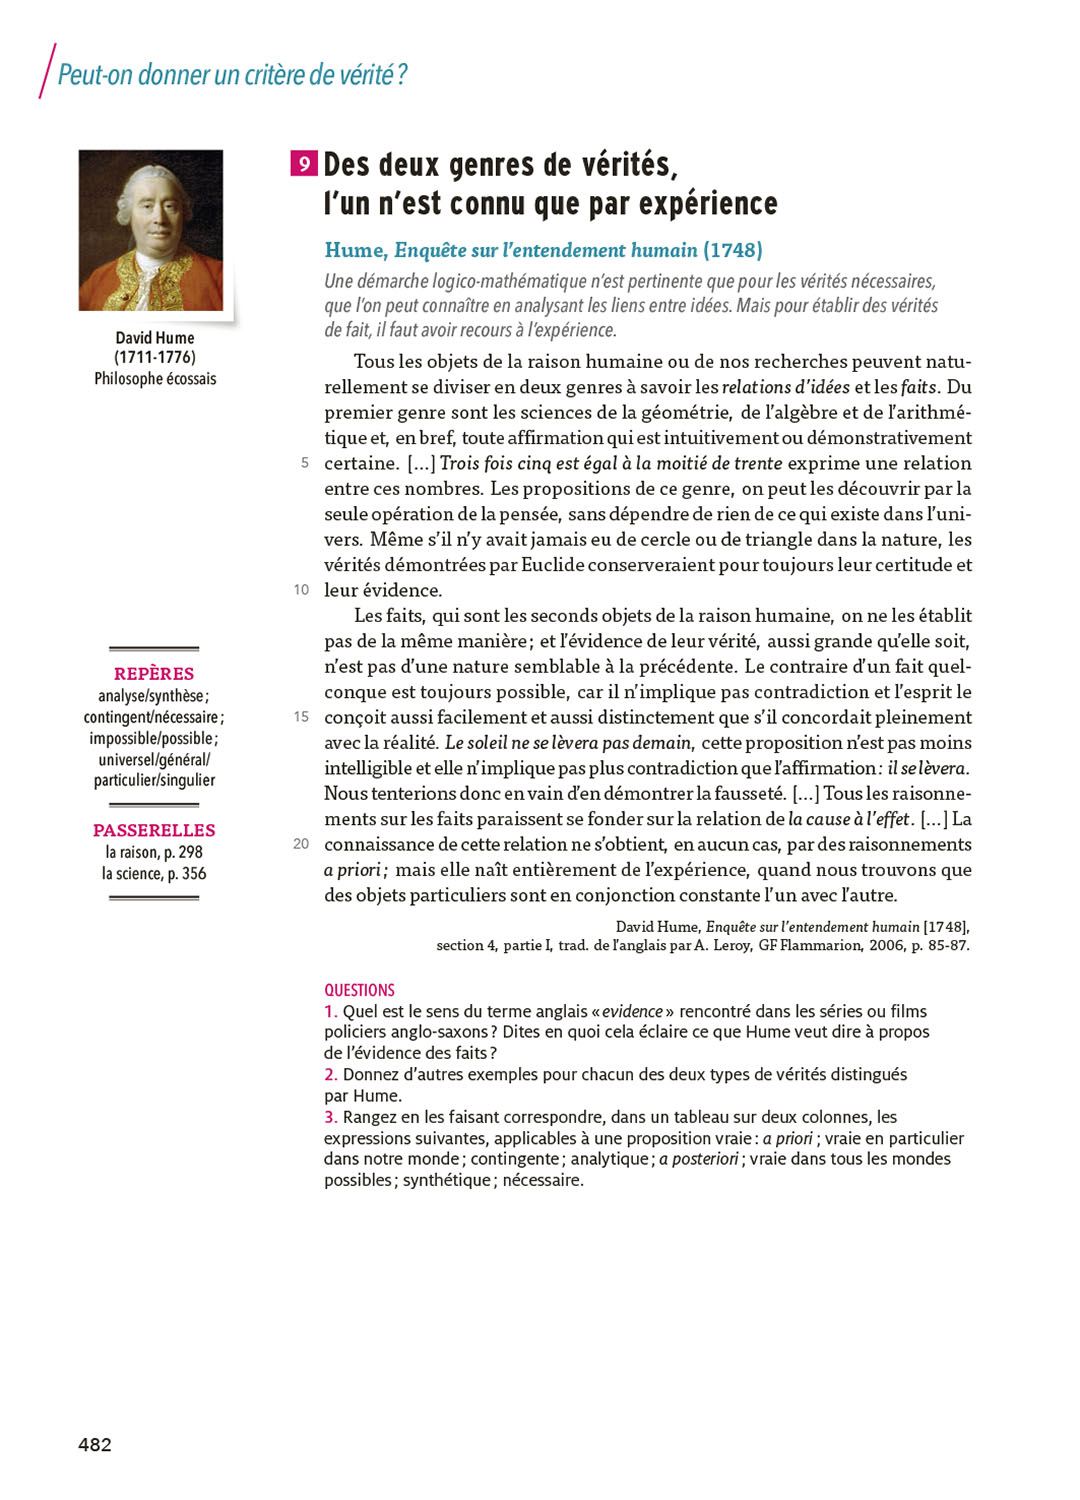 Peut-on donner un critère de vérité ?
David Hume
(1711-1776)
Philosophe écossais
REPÈRES
analyse/synthèse ;
contingent/nécessaire ;
impossible/possible ;
universel/général/
particulier/singulier
PASSERELLES
la raison, p. 298
la science, p. 356
9 Des deux genres de vérités,
l’un n’est connu que par expérience
Hume, Enquête sur l’entendement humain (1748)
Une démarche logico-mathématique n’est pertinente que pour les vérités nécessaires,
que l’on peut connaître en analysant les liens entre idées. Mais pour établir des vérités
de fait, il faut avoir recours à l’expérience.
Tous les objets de la raison humaine ou de nos recherches peuvent natu-
rellement se diviser en deux genres à savoir les relations d’idées et les faits. Du
premier genre sont les sciences de la géométrie, de l’algèbre et de l’arithmé-
tique et, en bref, toute affirmation qui est intuitivement ou démonstrativement
5 certaine. […] Trois fois cinq est égal à la moitié de trente exprime une relation
entre ces nombres. Les propositions de ce genre, on peut les découvrir par la
seule opération de la pensée, sans dépendre de rien de ce qui existe dans l’uni-
vers. Même s’il n’y avait jamais eu de cercle ou de triangle dans la nature, les
vérités démontrées par Euclide conserveraient pour toujours leur certitude et
10 leur évidence.
Les faits, qui sont les seconds objets de la raison humaine, on ne les établit
pas de la même manière ; et l’évidence de leur vérité, aussi grande qu’elle soit,
n’est pas d’une nature semblable à la précédente. Le contraire d’un fait quel-
conque est toujours possible, car il n’implique pas contradiction et l’esprit le
15 conçoit aussi facilement et aussi distinctement que s’il concordait pleinement
avec la réalité. Le soleil ne se lèvera pas demain, cette proposition n’est pas moins
intelligible et elle n’implique pas plus contradiction que l’affirmation : il se lèvera.
Nous tenterions donc en vain d’en démontrer la fausseté. […] Tous les raisonne-
ments sur les faits paraissent se fonder sur la relation de la cause à l’effet. […] La
20 connaissance de cette relation ne s’obtient, en aucun cas, par des raisonnements
a priori ; mais elle naît entièrement de l’expérience, quand nous trouvons que
des objets particuliers sont en conjonction constante l’un avec l’autre.
David Hume, Enquête sur l’entendement humain [1748],
section 4, partie I, trad. de l’anglais par A. Leroy, GF Flammarion, 2006, p. 85-87.
QUESTIONS
1. Quel est le sens du terme anglais « evidence » rencontré dans les séries ou films
policiers anglo-saxons ? Dites en quoi cela éclaire ce que Hume veut dire à propos
de l’évidence des faits ?
2. Donnez d’autres exemples pour chacun des deux types de vérités distingués
par Hume.
3. Rangez en les faisant correspondre, dans un tableau sur deux colonnes, les
expressions suivantes, applicables à une proposition vraie : a priori ; vraie en particulier
dans notre monde ; contingente ; analytique ; a posteriori ; vraie dans tous les mondes
possibles ; synthétique ; nécessaire.
482